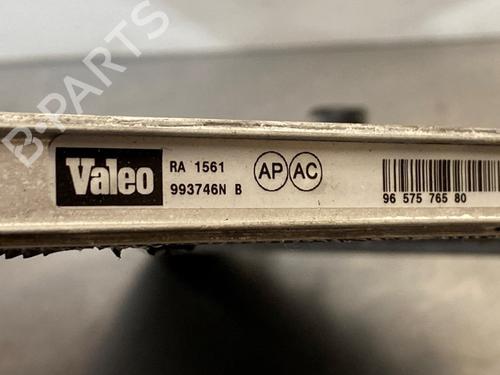 B-PARTS
Valeo
RA 1561
993746N B
AP AC
96 575 765 80